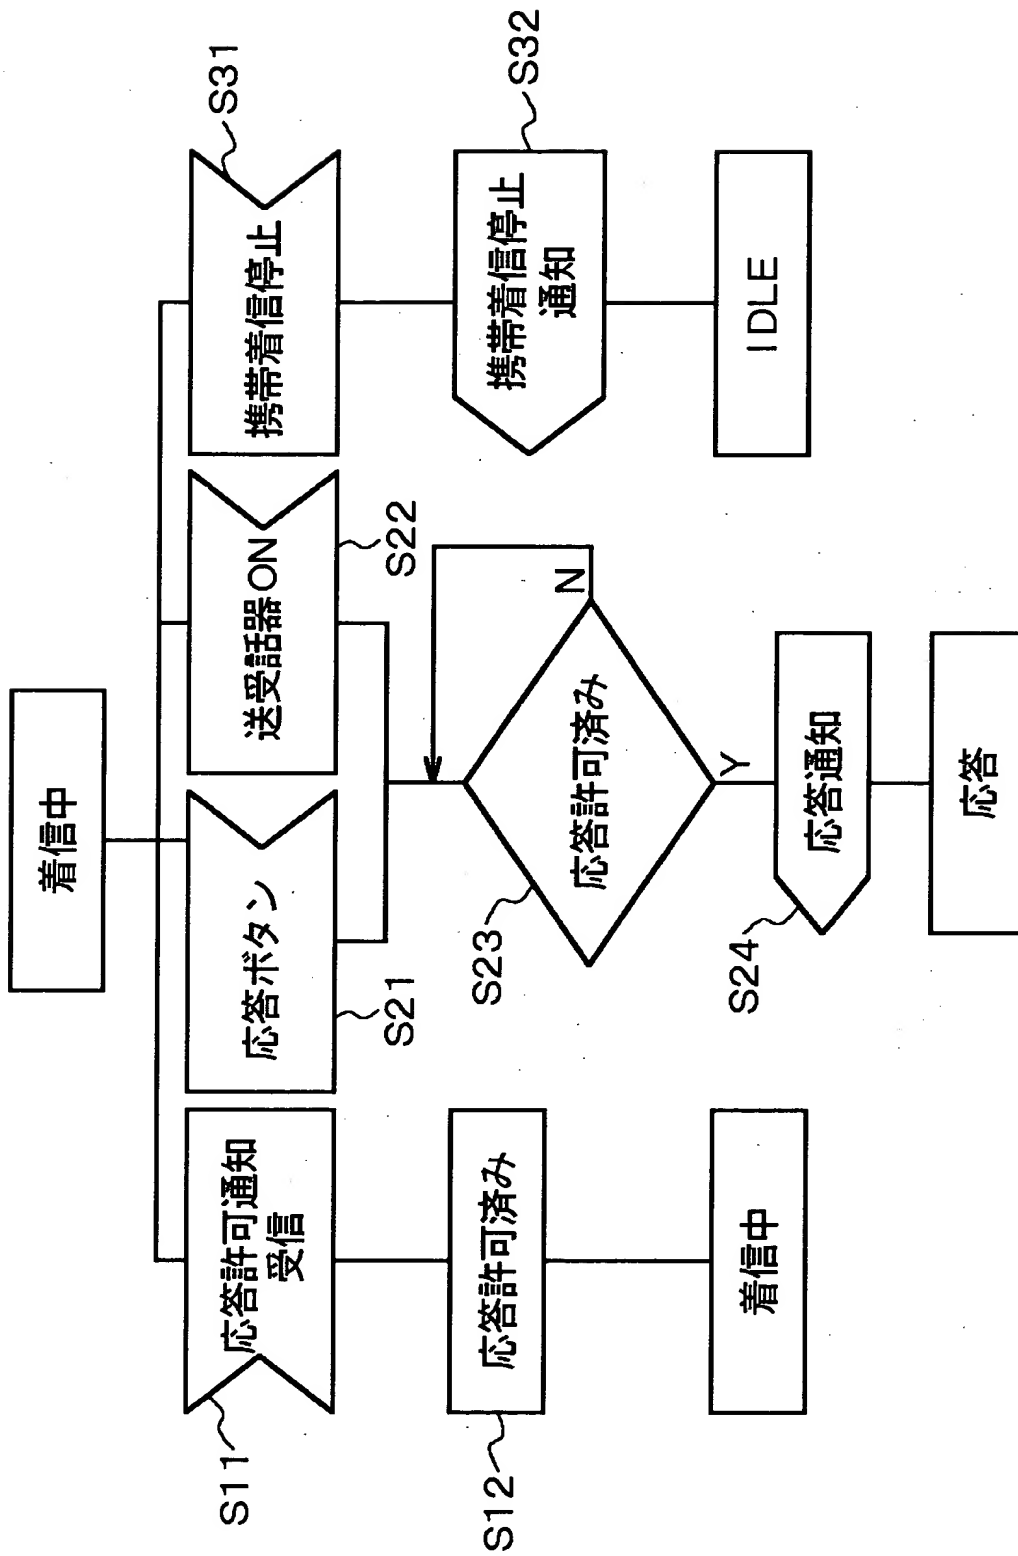 着信中
応答許可通知
受信
S11
応答ボタン
S21
送受話器ON
S22
携帯着信停止
S31
応答許可済み
S12
応答許可済み
S23
N
Y
携帯着信停止
通知
S32
着信中
応答通知
S24
応答
IDLE